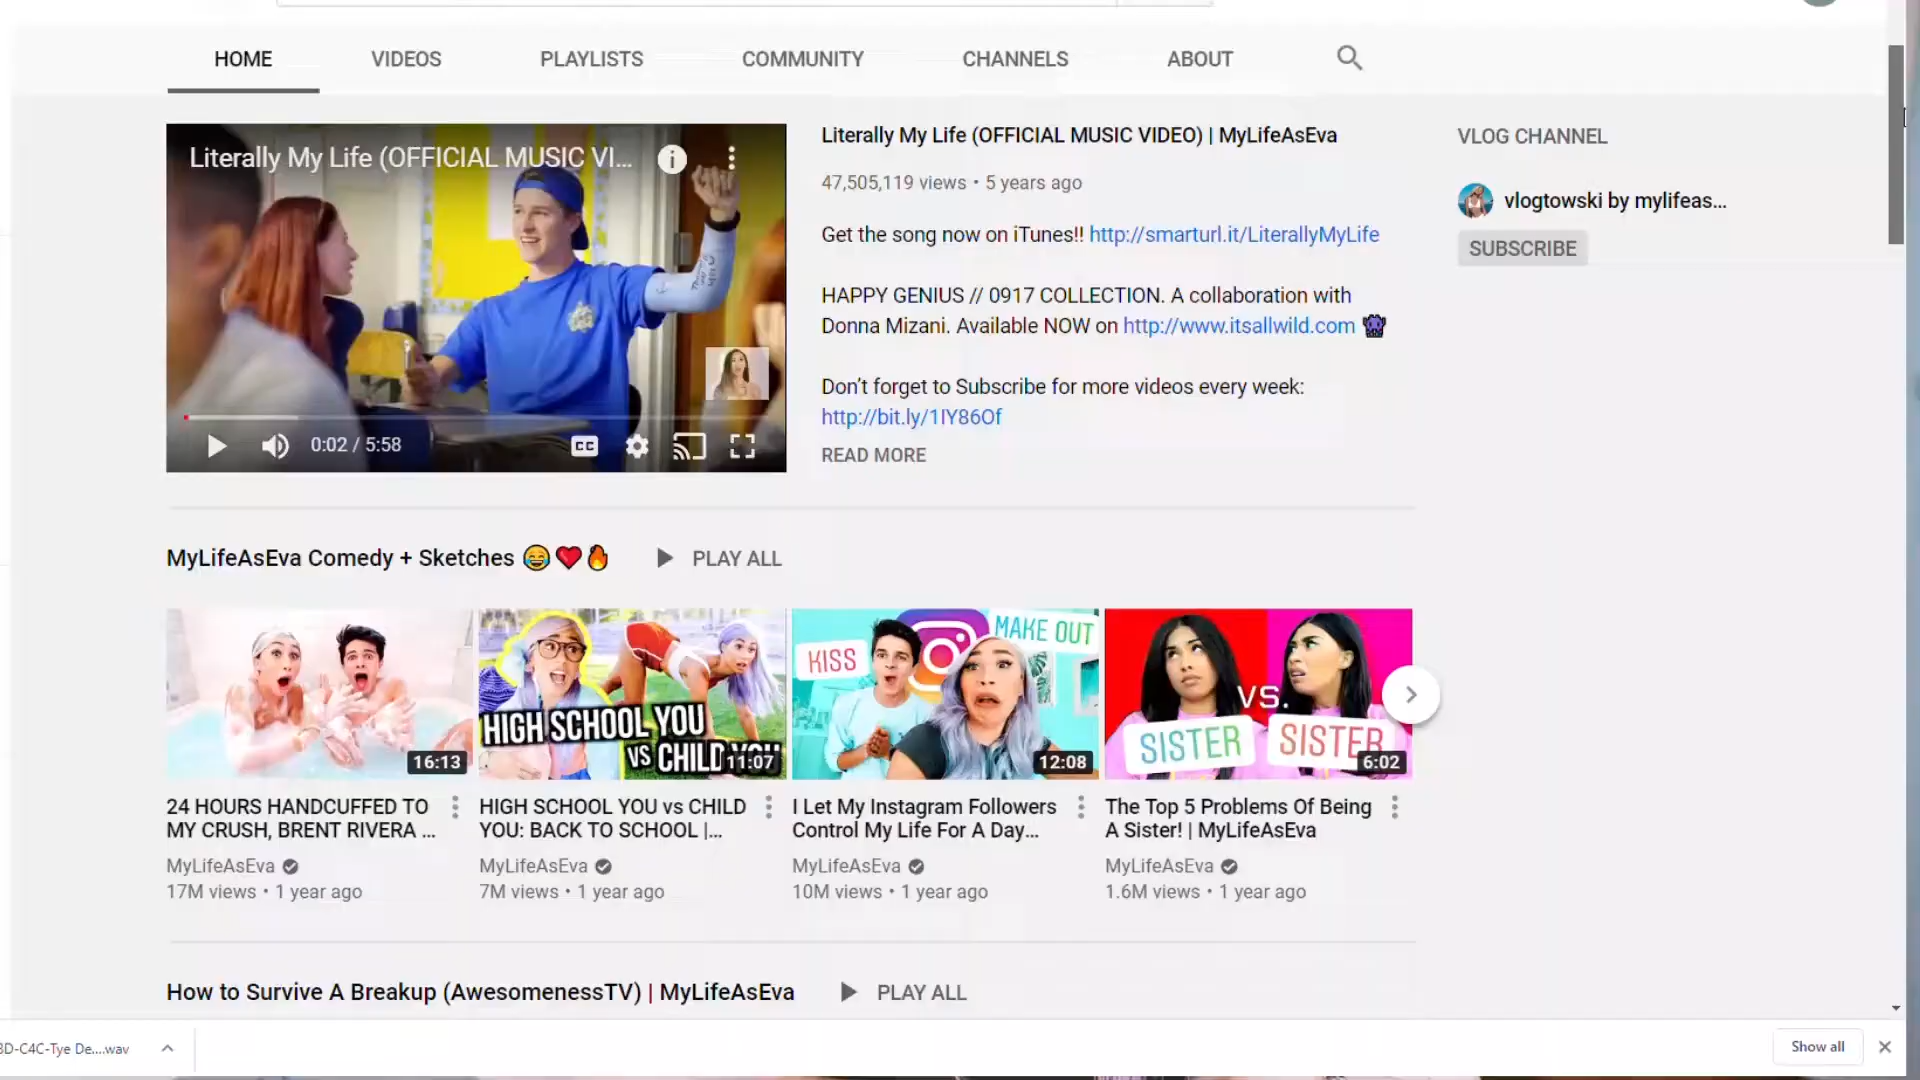 HOME
VIDEOS
PLAYLISTS
COMMUNITY
CHANNELS
ABOUT
Literally My Life (OFFICIAL MUSIC VI...
0:02 / 5:58
CC
Literally My Life (OFFICIAL MUSIC VIDEO) | MyLifeAsEva
47,505,119 views • 5 years ago
Get the song now on iTunes!! http://smarturl.it/LiterallyMyLife
HAPPY GENIUS // 0917 COLLECTION. A collaboration with
Donna Mizani. Available NOW on http://www.itsallwild.com
Don't forget to Subscribe for more videos every week:
http://bit.ly/1IY86Of
READ MORE
VLOG CHANNEL
vlogtowski by mylifeas...
SUBSCRIBE
MyLifeAsEva Comedy + Sketches 😂❤️🔥
PLAY ALL
16:13
24 HOURS HANDCUFFED TO
MY CRUSH, BRENT RIVERA ...
MyLifeAsEva
17M views • 1 year ago
HIGH SCHOOL YOU
VS CHILD YOU
11:07
HIGH SCHOOL YOU vs CHILD
YOU: BACK TO SCHOOL |...
MyLifeAsEva
7M views • 1 year ago
KISS
MAKE OUT
12:08
I Let My Instagram Followers
Control My Life For A Day...
MyLifeAsEva
10M views • 1 year ago
VS.
SISTER
SISTER
6:02
The Top 5 Problems Of Being
A Sister! | MyLifeAsEva
MyLifeAsEva
1.6M views • 1 year ago
How to Survive A Breakup (AwesomenessTV) | MyLifeAsEva
PLAY ALL
3D-C4C-Tye De....wav
Show all